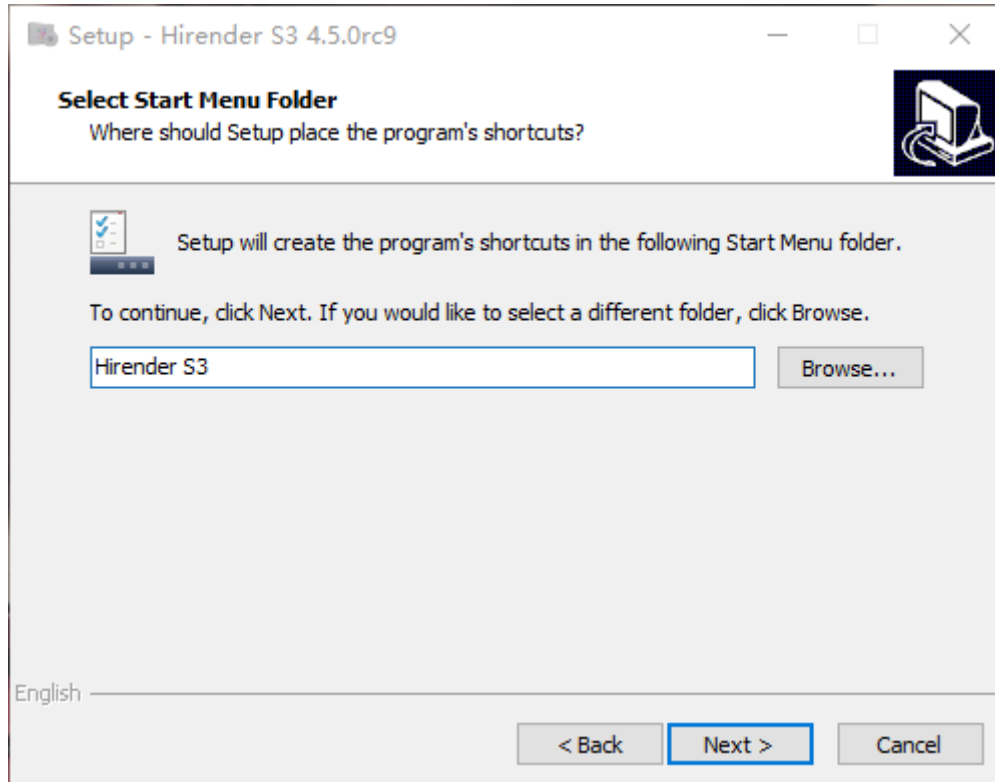 Setup - Hirender S3 4.5.0rc9
Select Start Menu Folder
Where should Setup place the program's shortcuts?
Setup will create the program's shortcuts in the following Start Menu folder.
To continue, click Next. If you would like to select a different folder, click Browse.
Hirender S3
Browse...
English
< Back
Next >
Cancel